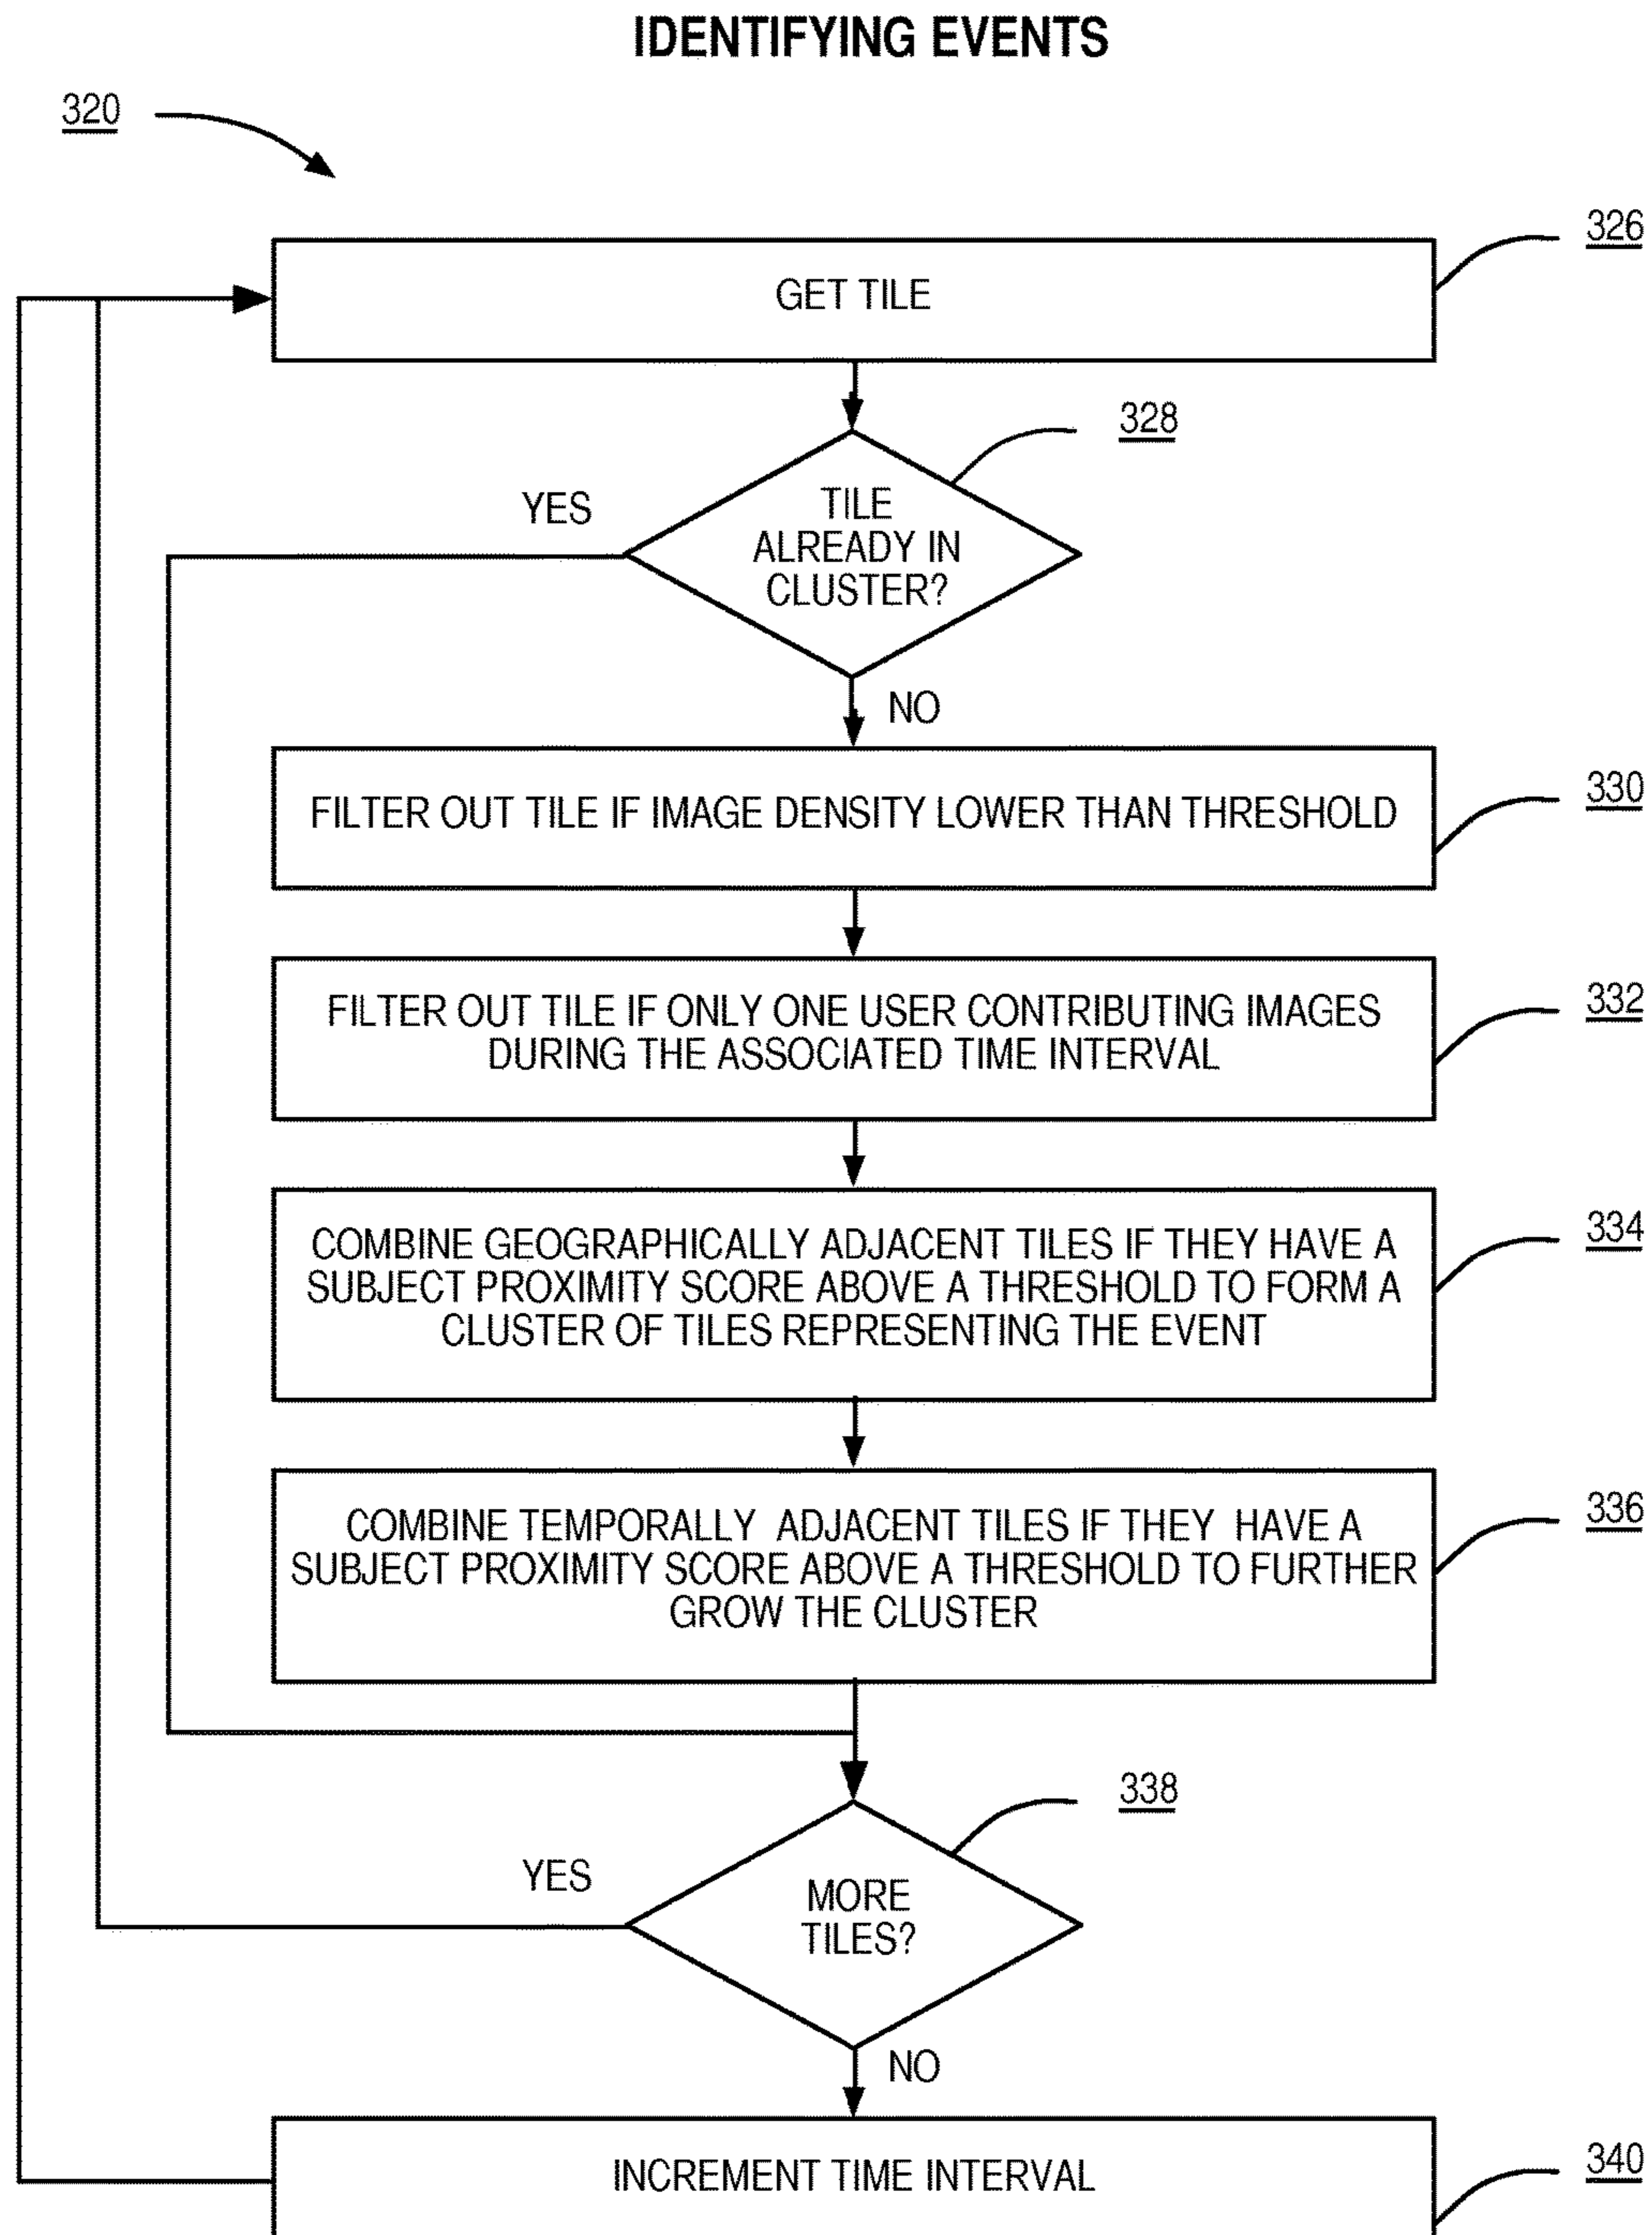 IDENTIFYING EVENTS
320
326
GET TILE
328
YES
TILE
ALREADY IN
CLUSTER?
NO
330
FILTER OUT TILE IF IMAGE DENSITY LOWER THAN THRESHOLD
332
FILTER OUT TILE IF ONLY ONE USER CONTRIBUTING IMAGES
DURING THE ASSOCIATED TIME INTERVAL
334
COMBINE GEOGRAPHICALLY ADJACENT TILES IF THEY HAVE A
SUBJECT PROXIMITY SCORE ABOVE A THRESHOLD TO FORM A
CLUSTER OF TILES REPRESENTING THE EVENT
336
COMBINE TEMPORALLY ADJACENT TILES IF THEY HAVE A
SUBJECT PROXIMITY SCORE ABOVE A THRESHOLD TO FURTHER
GROW THE CLUSTER
338
YES
MORE
TILES?
NO
INCREMENT TIME INTERVAL
340